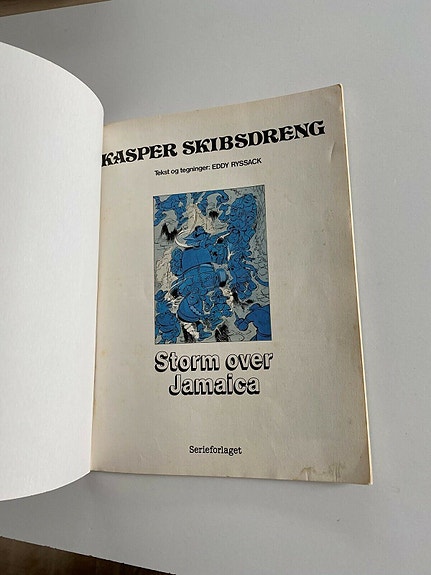 KASPER SKIBSDRENG
Tekst og tegninger: EDDY RYSSACK
Storm over
Jamaica
Serieforlaget